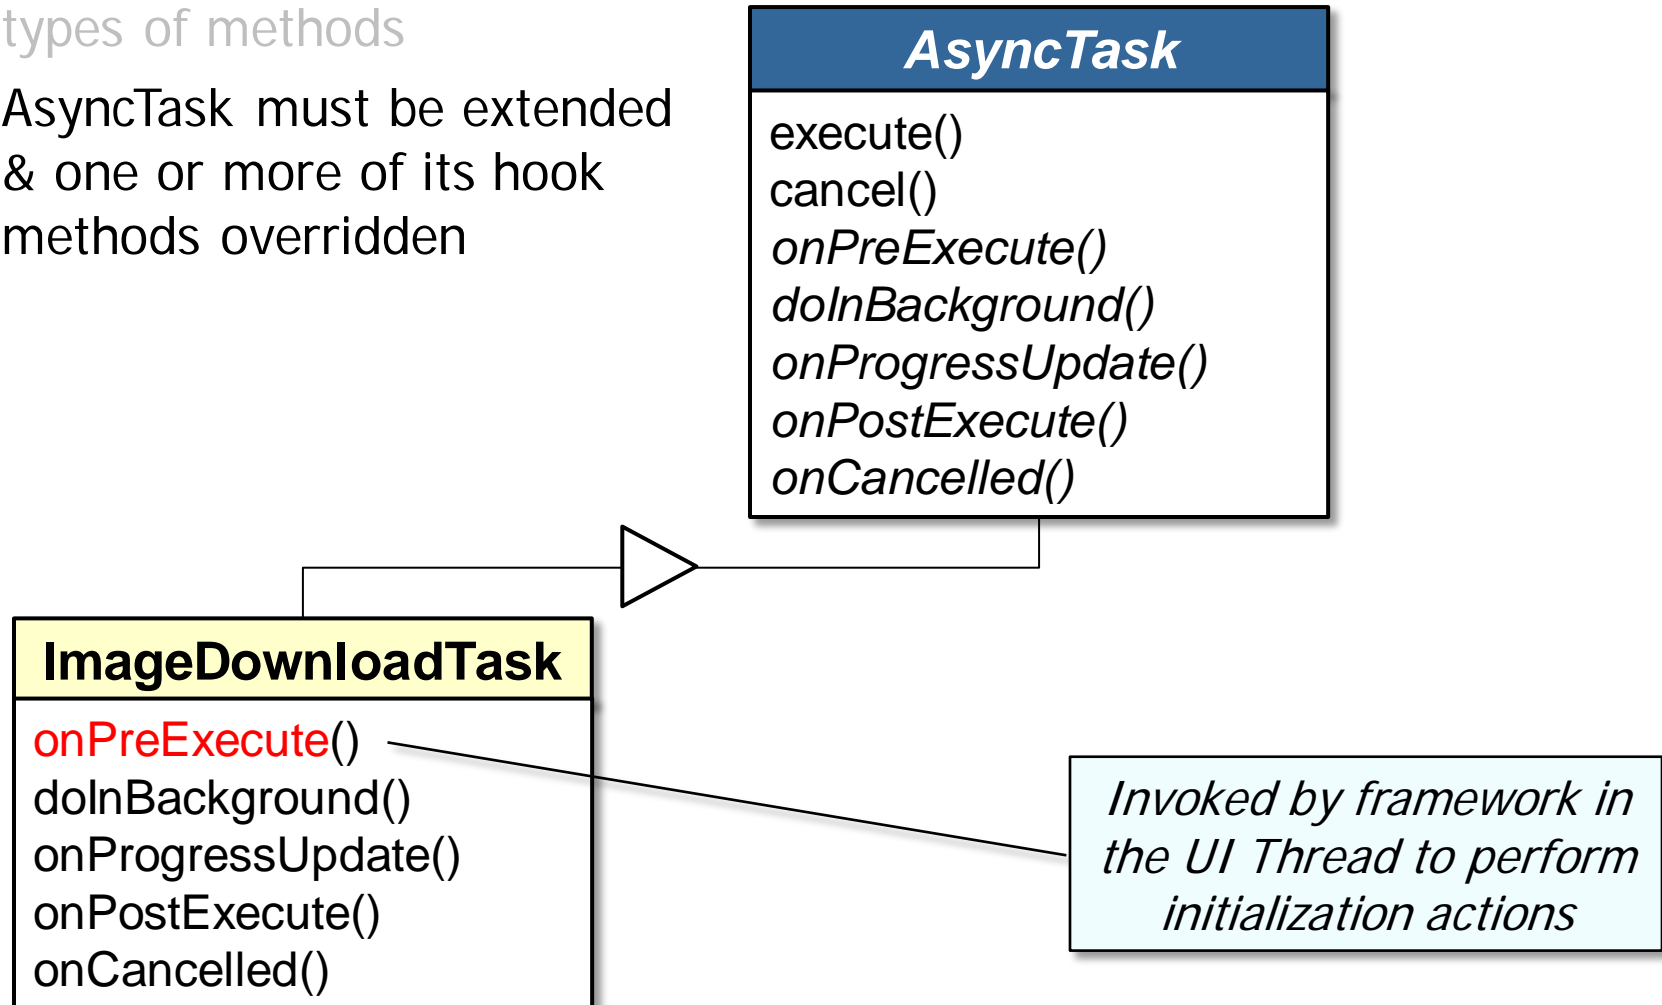 types of methods
AsyncTask must be extended
& one or more of its hook
methods overridden
AsyncTask
execute()
cancel()
onPreExecute()
doInBackground()
onProgressUpdate()
onPostExecute()
onCancelled()
ImageDownloadTask
onPreExecute()
doInBackground()
onProgressUpdate()
onPostExecute()
onCancelled()
Invoked by framework in
the UI Thread to perform
initialization actions